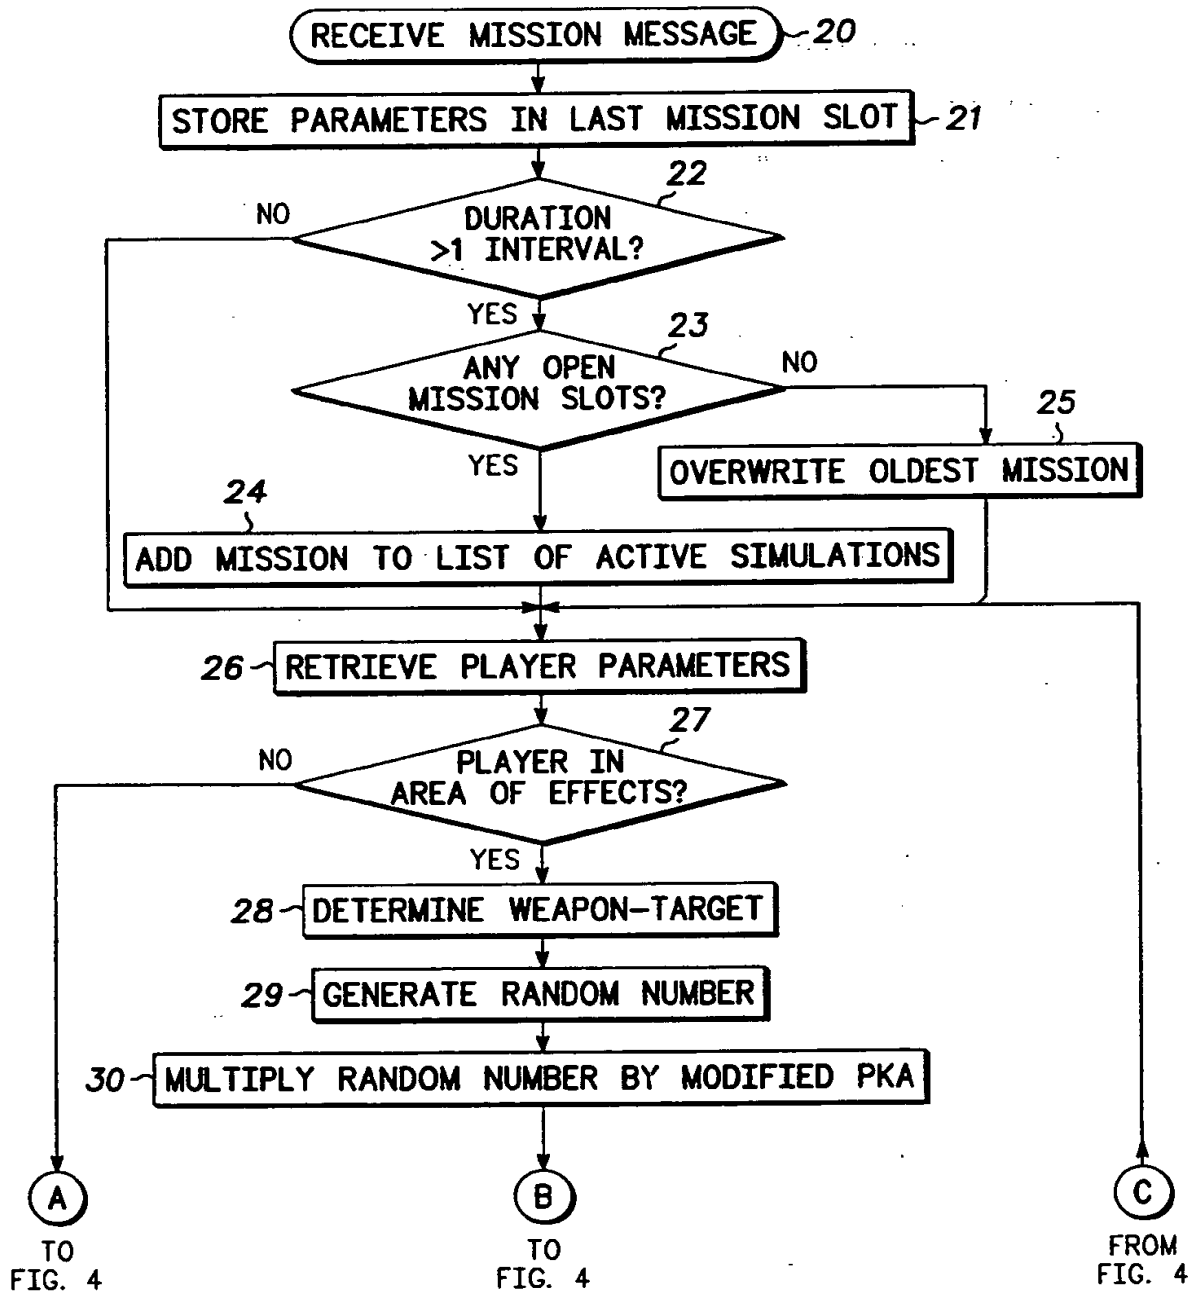 RECEIVE MISSION MESSAGE 20
STORE PARAMETERS IN LAST MISSION SLOT 21
22
NO
DURATION
>1 INTERVAL?
YES
23
ANY OPEN
MISSION SLOTS?
NO
25
YES
OVERWRITE OLDEST MISSION
24
ADD MISSION TO LIST OF ACTIVE SIMULATIONS
26 RETRIEVE PLAYER PARAMETERS
27
NO
PLAYER IN
AREA OF EFFECTS?
YES
28 DETERMINE WEAPON-TARGET
29 GENERATE RANDOM NUMBER
30 MULTIPLY RANDOM NUMBER BY MODIFIED PKA
A
TO
FIG. 4
B
TO
FIG. 4
C
FROM
FIG. 4